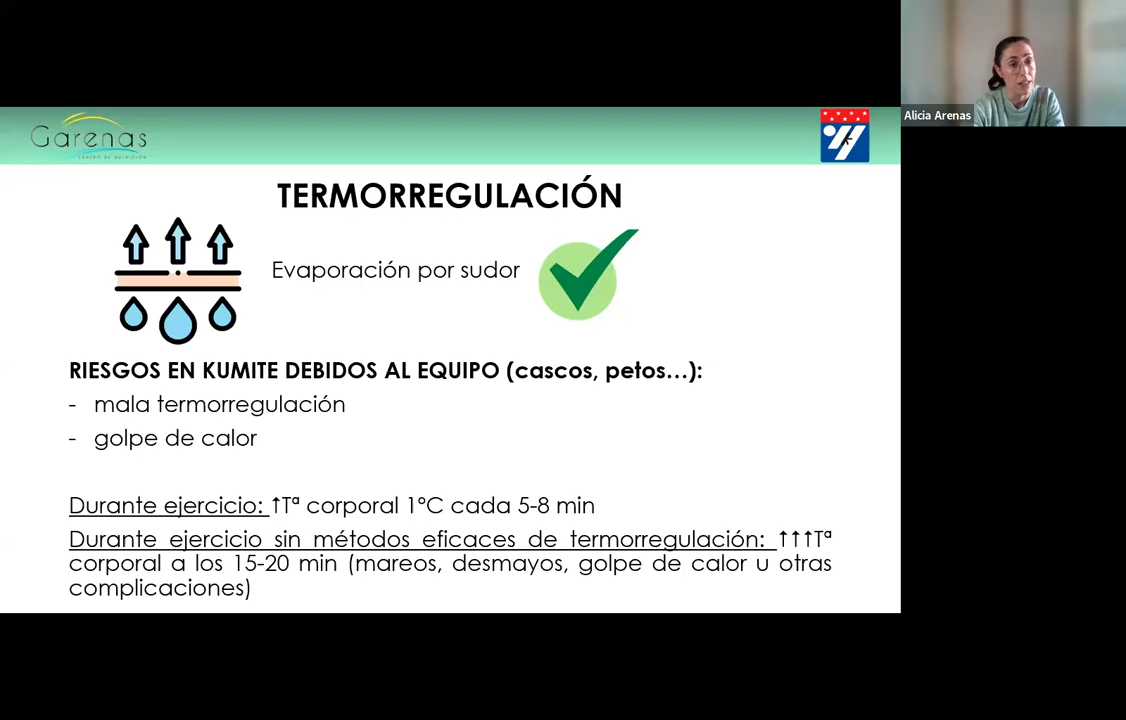 Alicia Arenas
Garenas
CENTRO DE NUTRICIÓN
TERMORREGULACIÓN
Evaporación por sudor
RIESGOS EN KUMITE DEBIDOS AL EQUIPO (cascos, petos...):
- mala termorregulación
- golpe de calor
Durante ejercicio: ↑Tª corporal 1ºC cada 5-8 min
Durante ejercicio sin métodos eficaces de termorregulación: ↑↑↑Tª
corporal a los 15-20 min (mareos, desmayos, golpe de calor u otras
complicaciones)